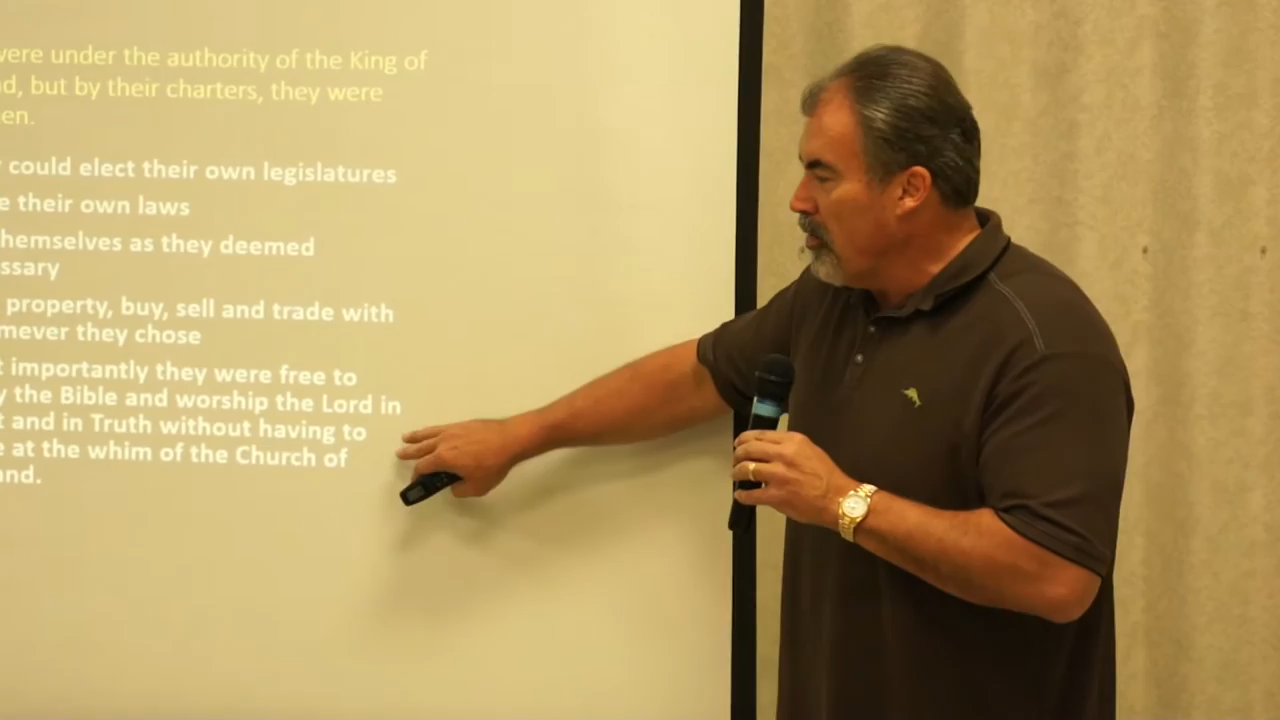 were under the authority of the King of
d, but by their charters, they were
en.
could elect their own legislatures
e their own laws
hemselves as they deemed
ssary
property, buy, sell and trade with
mever they chose
t importantly they were free to
y the Bible and worship the Lord in
t and in Truth without having to
e at the whim of the Church of
and.